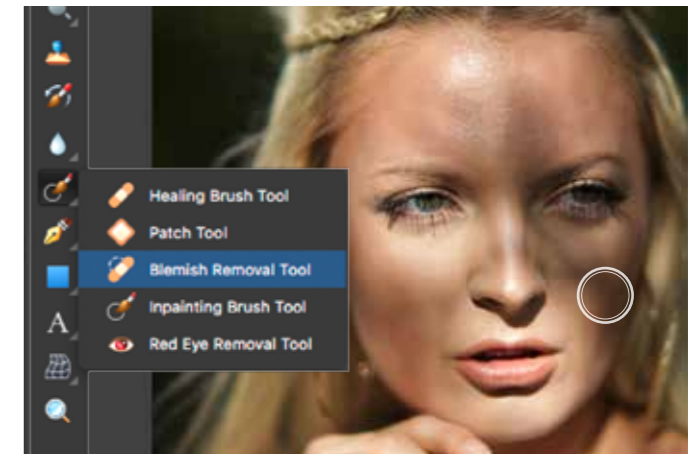 Healing Brush Tool
Patch Tool
Blemish Removal Tool
Inpainting Brush Tool
A
Red Eye Removal Tool